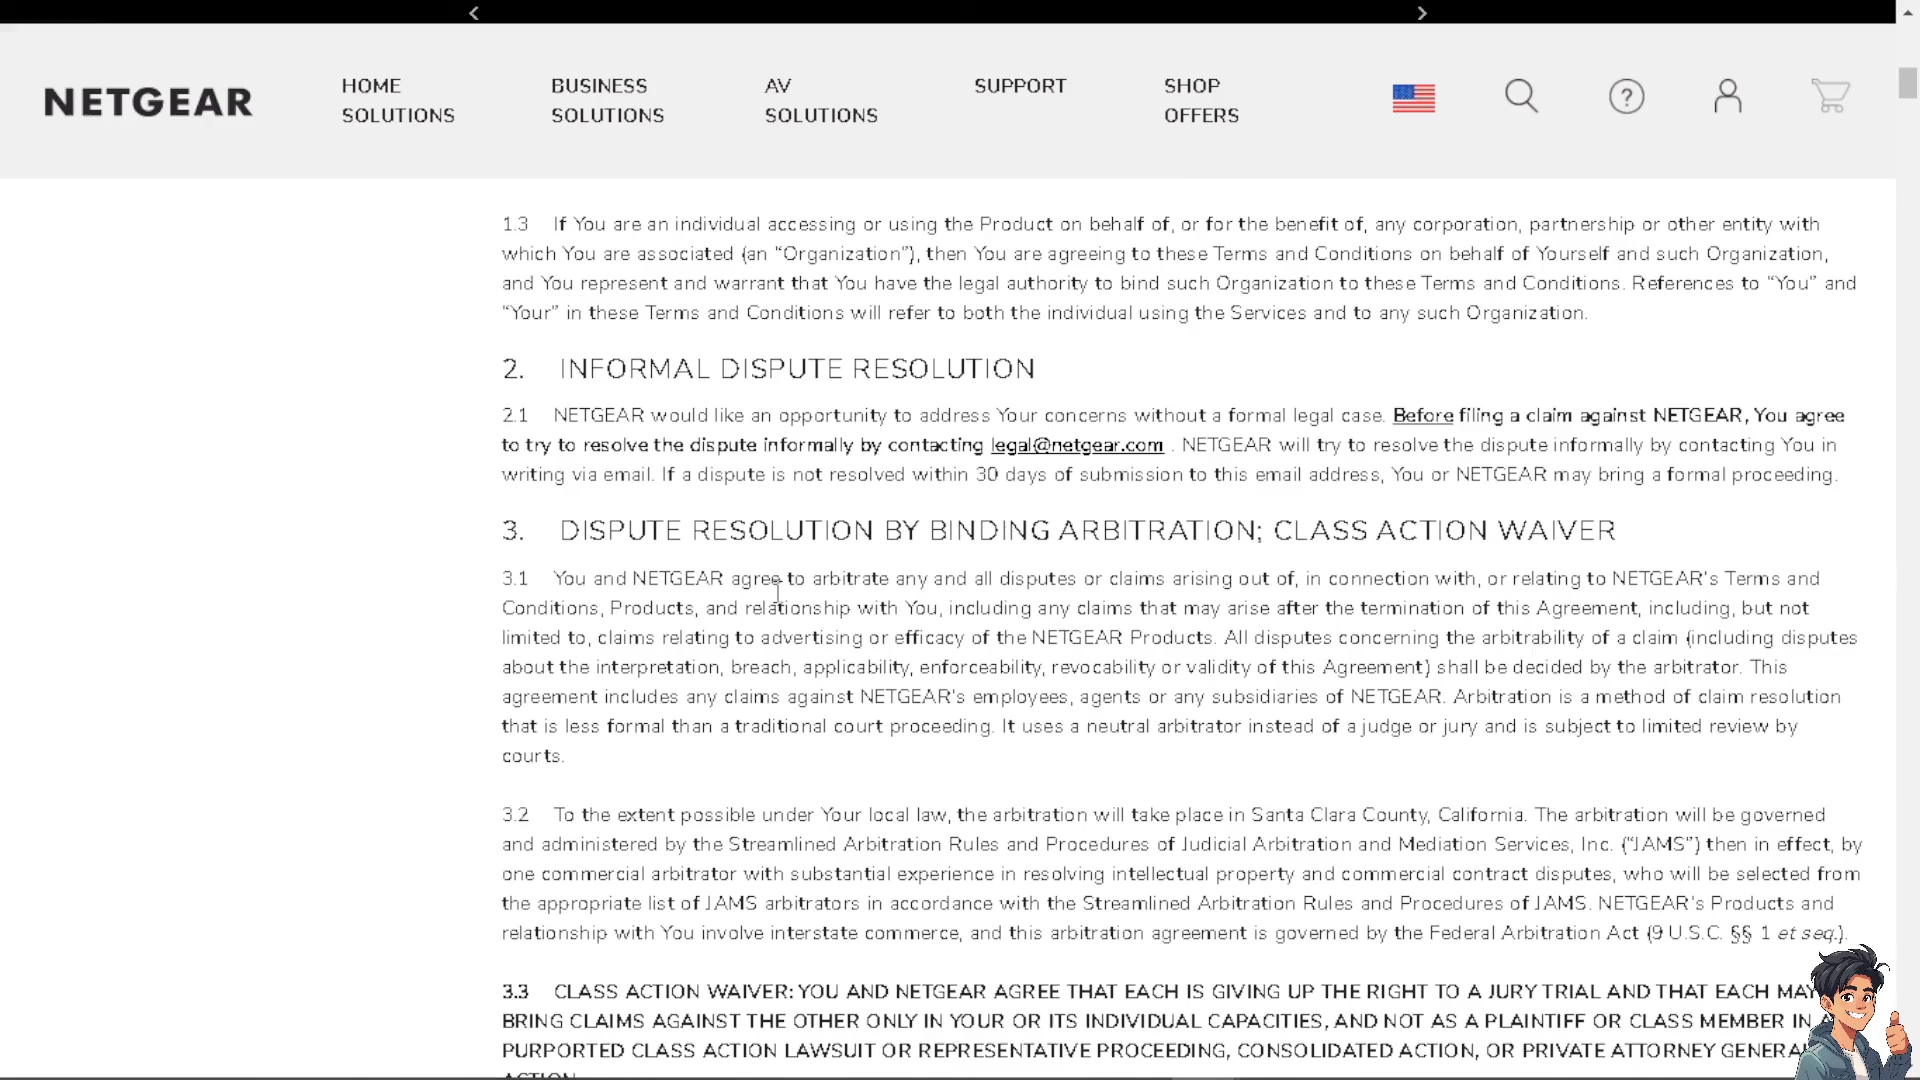 NETGEAR
HOME
SOLUTIONS
BUSINESS
SOLUTIONS
AV
SOLUTIONS
SUPPORT
SHOP
OFFERS
1.3 If You are an individual accessing or using the Product on behalf of, or for the benefit of, any corporation, partnership or other entity with
which You are associated (an “Organization”), then You are agreeing to these Terms and Conditions on behalf of Yourself and such Organization,
and You represent and warrant that You have the legal authority to bind such Organization to these Terms and Conditions. References to “You” and
“Your” in these Terms and Conditions will refer to both the individual using the Services and to any such Organization.
2. INFORMAL DISPUTE RESOLUTION
2.1 NETGEAR would like an opportunity to address Your concerns without a formal legal case. Before filing a claim against NETGEAR, You agree
to try to resolve the dispute informally by contacting legal@netgear.com . NETGEAR will try to resolve the dispute informally by contacting You in
writing via email. If a dispute is not resolved within 30 days of submission to this email address, You or NETGEAR may bring a formal proceeding.
3. DISPUTE RESOLUTION BY BINDING ARBITRATION; CLASS ACTION WAIVER
3.1 You and NETGEAR agree to arbitrate any and all disputes or claims arising out of, in connection with, or relating to NETGEAR's Terms and
Conditions, Products, and relationship with You, including any claims that may arise after the termination of this Agreement, including, but not
limited to, claims relating to advertising or efficacy of the NETGEAR Products. All disputes concerning the arbitrability of a claim (including disputes
about the interpretation, breach, applicability, enforceability, revocability or validity of this Agreement) shall be decided by the arbitrator. This
agreement includes any claims against NETGEAR's employees, agents or any subsidiaries of NETGEAR. Arbitration is a method of claim resolution
that is less formal than a traditional court proceeding. It uses a neutral arbitrator instead of a judge or jury and is subject to limited review by
courts.
3.2 To the extent possible under Your local law, the arbitration will take place in Santa Clara County, California. The arbitration will be governed
and administered by the Streamlined Arbitration Rules and Procedures of Judicial Arbitration and Mediation Services, Inc. (“JAMS”) then in effect, by
one commercial arbitrator with substantial experience in resolving intellectual property and commercial contract disputes, who will be selected from
the appropriate list of JAMS arbitrators in accordance with the Streamlined Arbitration Rules and Procedures of JAMS. NETGEAR's Products and
relationship with You involve interstate commerce, and this arbitration agreement is governed by the Federal Arbitration Act (9 U.S.C. §§ 1 et seq.).
3.3 CLASS ACTION WAIVER: YOU AND NETGEAR AGREE THAT EACH IS GIVING UP THE RIGHT TO A JURY TRIAL AND THAT EACH MAY
BRING CLAIMS AGAINST THE OTHER ONLY IN YOUR OR ITS INDIVIDUAL CAPACITIES, AND NOT AS A PLAINTIFF OR CLASS MEMBER IN A
PURPORTED CLASS ACTION LAWSUIT OR REPRESENTATIVE PROCEEDING, CONSOLIDATED ACTION, OR PRIVATE ATTORNEY GENERAL
ACTION